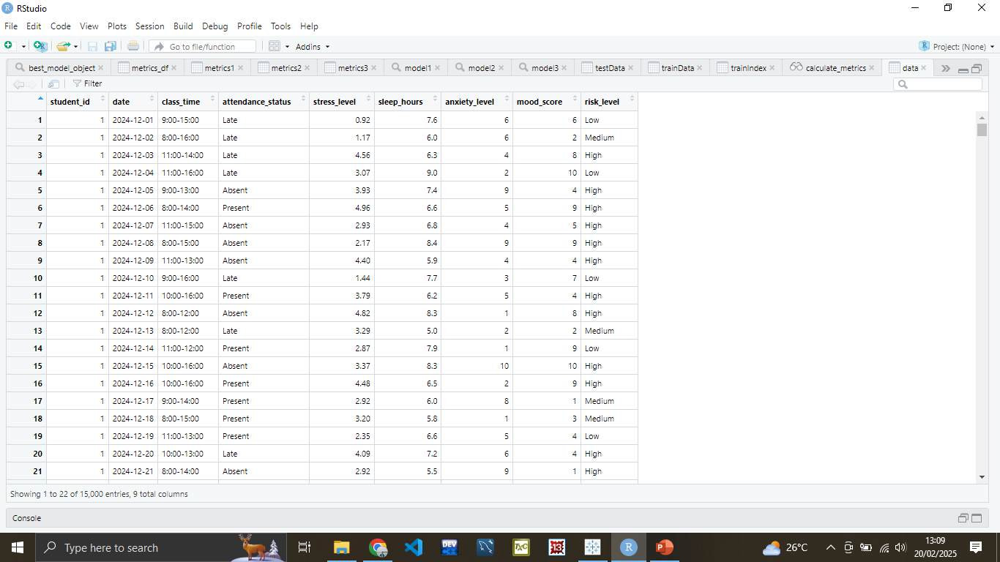 RStudio
File Edit Code View Plots Session Build Debug Profile Tools Help
Go to file/function Addins Project: (None)
best_model_object metrics_df metrics1 metrics2 metrics3 model1 model2 model3 testData trainData trainIndex calculate_metrics data
Filter
student_id date class_time attendance_status stress_level sleep_hours anxiety_level mood_score risk_level
1 1 2024-12-01 9:00-15:00 Late 0.92 7.6 6 6 Low
2 1 2024-12-02 8:00-16:00 Late 1.17 6.0 6 2 Medium
3 1 2024-12-03 11:00-14:00 Late 4.56 6.3 4 8 High
4 1 2024-12-04 11:00-16:00 Late 3.07 9.0 2 10 Low
5 1 2024-12-05 9:00-13:00 Absent 3.93 7.4 9 4 High
6 1 2024-12-06 8:00-14:00 Present 4.96 6.6 5 9 High
7 1 2024-12-07 11:00-15:00 Absent 2.93 6.8 4 5 High
8 1 2024-12-08 8:00-15:00 Absent 2.17 8.4 9 9 High
9 1 2024-12-09 11:00-13:00 Absent 4.40 5.9 4 4 High
10 1 2024-12-10 9:00-16:00 Late 1.44 7.7 3 7 Low
11 1 2024-12-11 10:00-16:00 Present 3.79 6.2 5 4 High
12 1 2024-12-12 8:00-12:00 Absent 4.82 8.3 1 8 High
13 1 2024-12-13 8:00-12:00 Late 3.29 5.0 2 2 Medium
14 1 2024-12-14 11:00-12:00 Present 2.87 7.9 1 9 Low
15 1 2024-12-15 10:00-16:00 Absent 3.37 8.3 10 10 High
16 1 2024-12-16 10:00-16:00 Present 4.48 6.5 2 9 High
17 1 2024-12-17 9:00-14:00 Present 2.92 6.0 8 1 Medium
18 1 2024-12-18 8:00-15:00 Present 3.20 5.8 1 3 Medium
19 1 2024-12-19 11:00-13:00 Present 2.35 6.6 5 4 Low
20 1 2024-12-20 10:00-13:00 Late 4.09 7.2 6 4 High
21 1 2024-12-21 8:00-14:00 Absent 2.92 5.5 9 1 High
Showing 1 to 22 of 15,000 entries, 9 total columns
Console
Type here to search DEV TXC 13 R P 26°C 13:09
20/02/2025